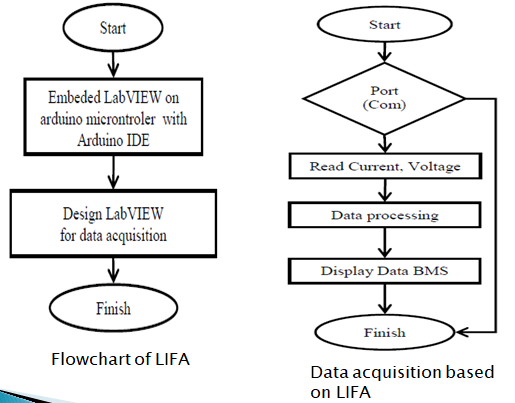 Start
Embeded LabVIEW on
arduino microntroler with
Arduino IDE
Design LabVIEW
for data acquisition
Finish
Flowchart of LIFA
Start
Port
(Com)
Read Current, Voltage
Data processing
Display Data BMS
Finish
Data acquisition based
on LIFA